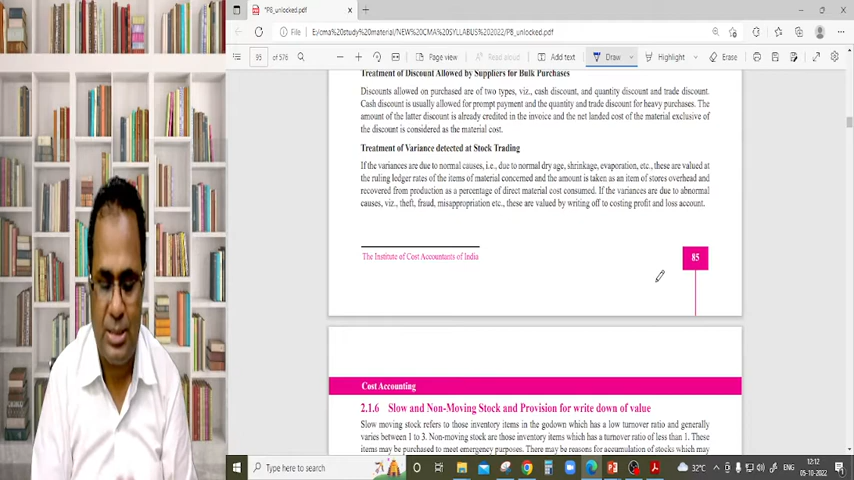 *P8_unlocked.pdf
File
E:/cma%20study%20material/NEW%20CMA%20SYLLABUS%202022/P8_unlocked.pdf
95 of 576
Page view
Read aloud
Add text
Draw
Highlight
Erase
Treatment of Discount Allowed by Suppliers for Bulk Purchases
Discounts allowed on purchased are of two types, viz., cash discount, and quantity discount and trade discount.
Cash discount is usually allowed for prompt payment and the quantity and trade discount for heavy purchases. The
amount of the latter discount is already credited in the invoice and the net landed cost of the material exclusive of
the discount is considered as the material cost.
Treatment of Variance detected at Stock Trading
If the variances are due to normal causes, i.e., due to normal dry age, shrinkage, evaporation, etc., these are valued at
the ruling ledger rates of the items of material concerned and the amount is taken as an item of stores overhead and
recovered from production as a percentage of direct material cost consumed. If the variances are due to abnormal
causes, viz., theft, fraud, misappropriation etc., these are valued by writing off to costing profit and loss account.
The Institute of Cost Accountants of India
85
Cost Accounting
2.1.6 Slow and Non-Moving Stock and Provision for write down of value
Slow moving stock refers to those inventory items in the godown which has a low turnover ratio and generally
varies between 1 to 3. Non-moving stock are those inventory items which has a turnover ratio of less than 1. These
items may be purchased to meet emergency purposes. There may be reasons for accumulation of stocks which may
Type here to search
32°C
ENG
12:12
05-10-2022